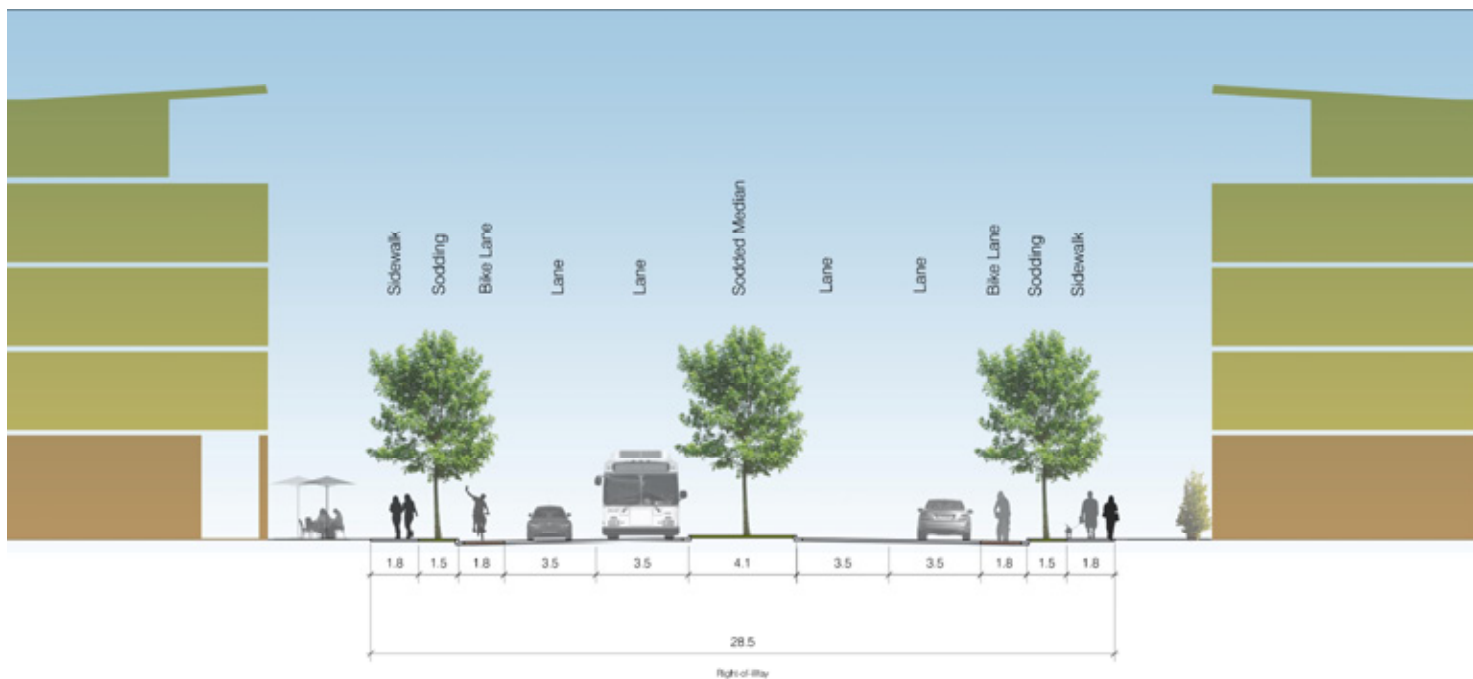 Sidewalk
Sodding
Bike Lane
Lane
Lane
Sodded Median
Lane
Lane
Bike Lane
Sodding
Sidewalk
1.8 1.5 1.8 3.5 3.5 4.1 3.5 3.5 1.8 1.5 1.8
28.5
Right-of-Way